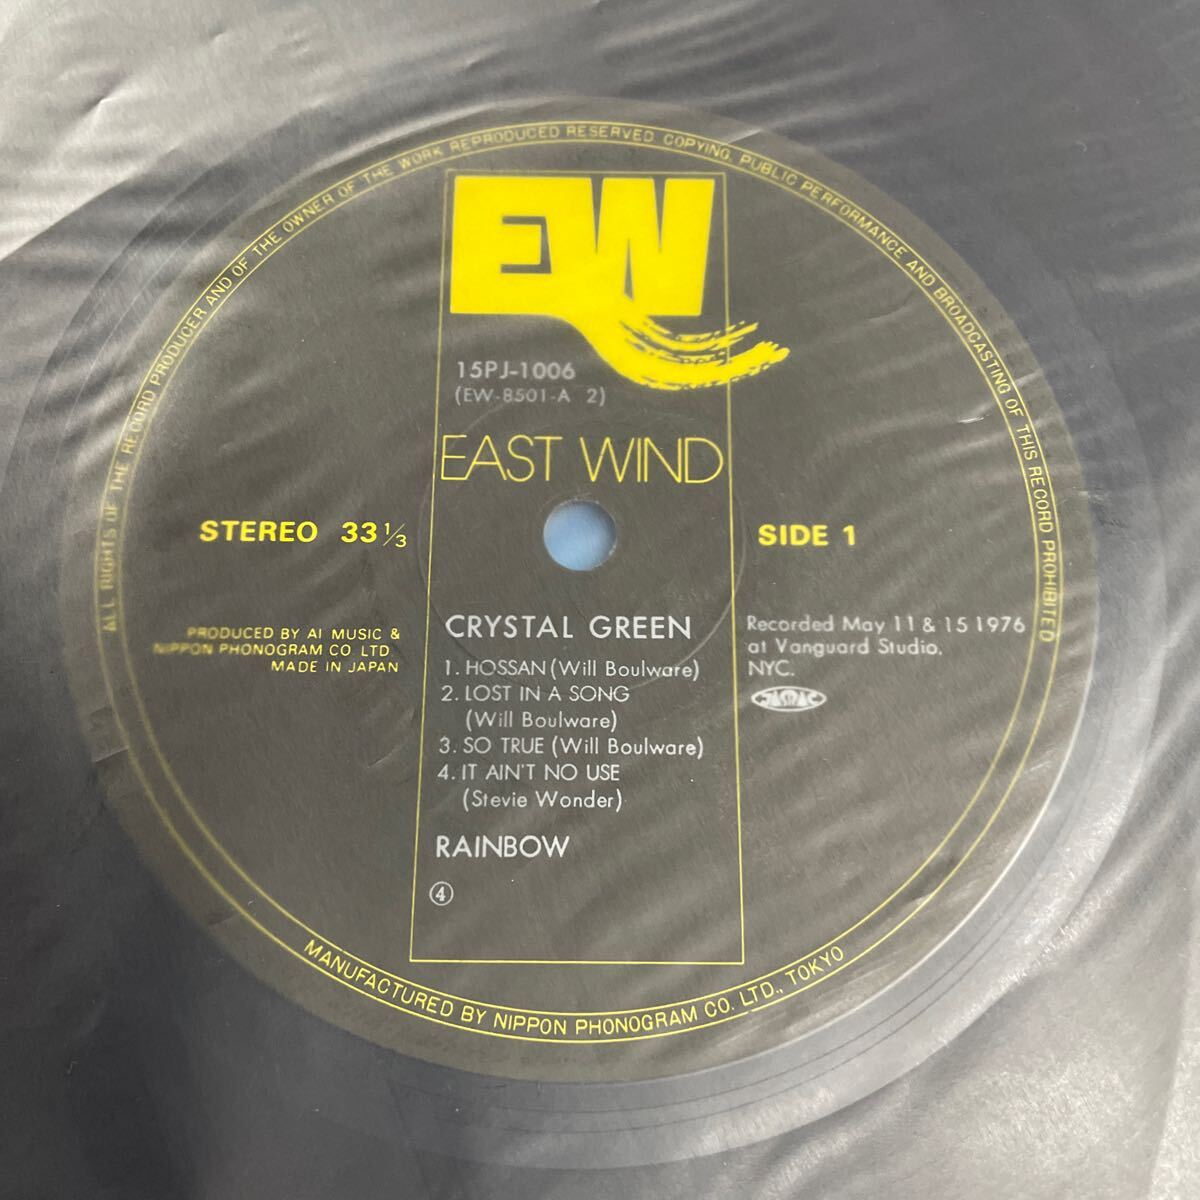 ALL RIGHTS OF THE RECORD PRODUCER AND OF THE OWNER OF THE WORK REPRODUCED RESERVED. COPYING, PUBLIC PERFORMANCE AND BROADCASTING OF THIS RECORD PROHIBITED
EW
15PJ-1006
(EW-8501-A 2)
EAST WIND
STEREO 33 1/3
SIDE 1
PRODUCED BY AI MUSIC &
NIPPON PHONOGRAM CO. LTD.
MADE IN JAPAN
CRYSTAL GREEN
1. HOSSAN (Will Boulware)
2. LOST IN A SONG
(Will Boulware)
3. SO TRUE (Will Boulware)
4. IT AIN'T NO USE
(Stevie Wonder)
RAINBOW
④
Recorded May 11 & 15 1976
at Vanguard Studio,
NYC.
JASRAC
MANUFACTURED BY NIPPON PHONOGRAM CO. LTD., TOKYO